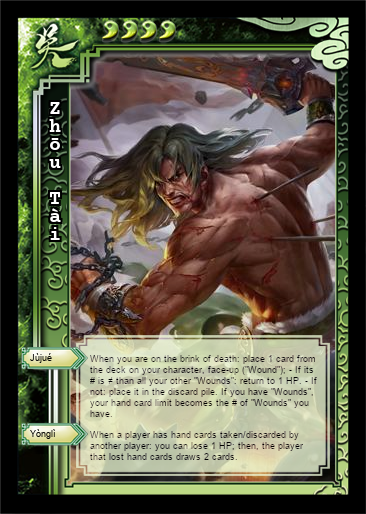 吴
Zhōu Tài
Jùjué
When you are on the brink of death: place 1 card from
the deck on your character, face-up ("Wound"); - If its
# is ≠ than all your other "Wounds": return to 1 HP. - If
not: place it in the discard pile. If you have "Wounds",
your hand card limit becomes the # of "Wounds" you
have.
Yònglì
When a player has hand cards taken/discarded by
another player: you can lose 1 HP; then, the player
that lost hand cards draws 2 cards.